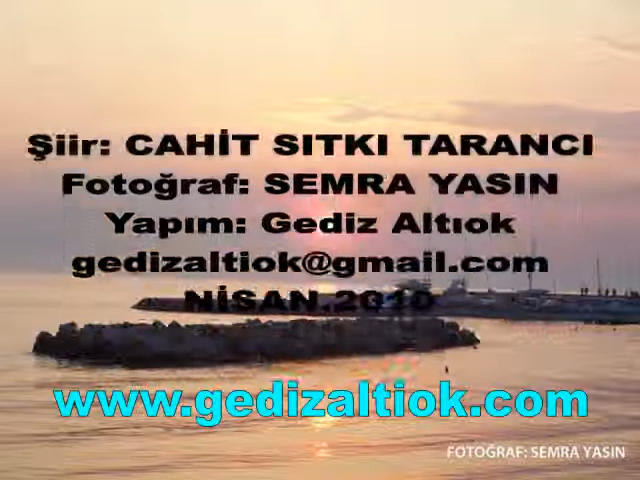 Şiir: CAHİT SITKI TARANCI
Fotoğraf: SEMRA YASIN
Yapım: Gediz Altıok
gedizaltiok@gmail.com
NİSAN.2010
www.gedizaltiok.com
FOTOĞRAF: SEMRA YASIN